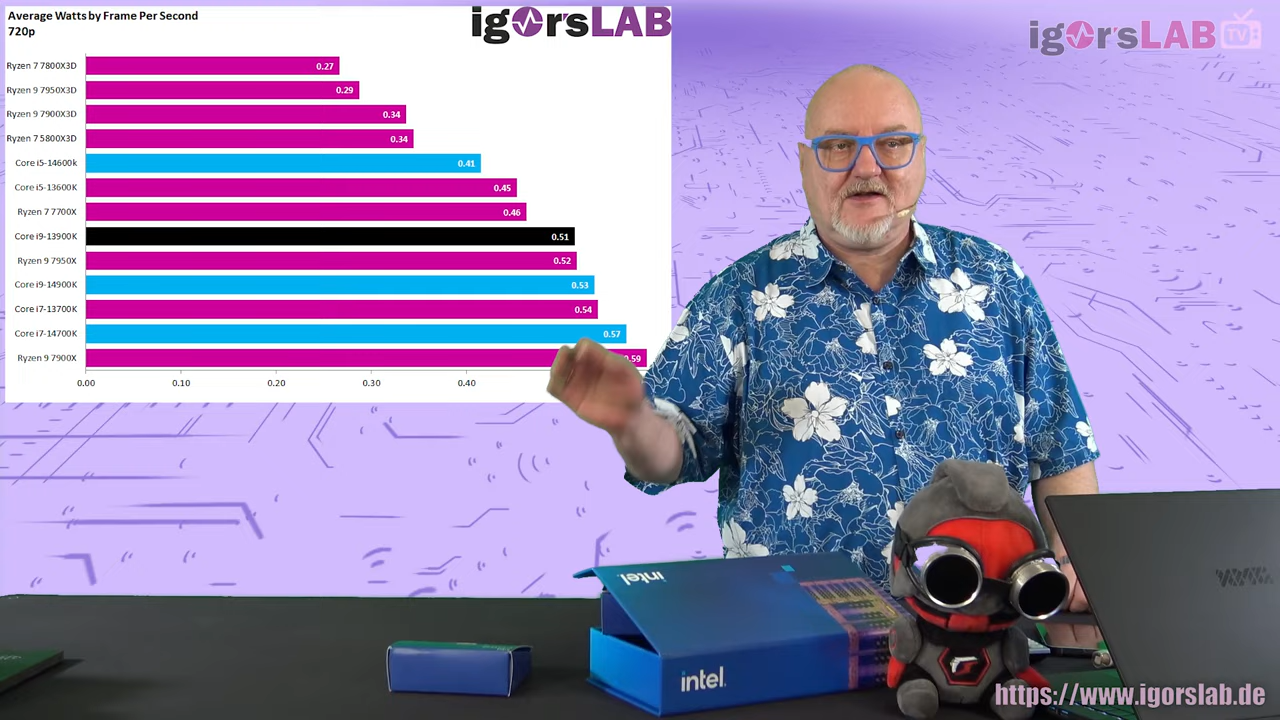 Average Watts by Frame Per Second
720p
igorsLAB
igorsLAB TV
Ryzen 7 7800X3D 0.27
Ryzen 9 7950X3D 0.29
Ryzen 9 7900X3D 0.34
Ryzen 7 5800X3D 0.34
Core i5-14600k 0.41
Core i5-13600K 0.45
Ryzen 7 7700X 0.46
Core i9-13900K 0.51
Ryzen 9 7950X 0.52
Core i9-14900K 0.53
Core i7-13700K 0.54
Core i7-14700K 0.57
Ryzen 9 7900X 0.59
0.00 0.10 0.20 0.30 0.40
intel
intel.
https://www.igorslab.de